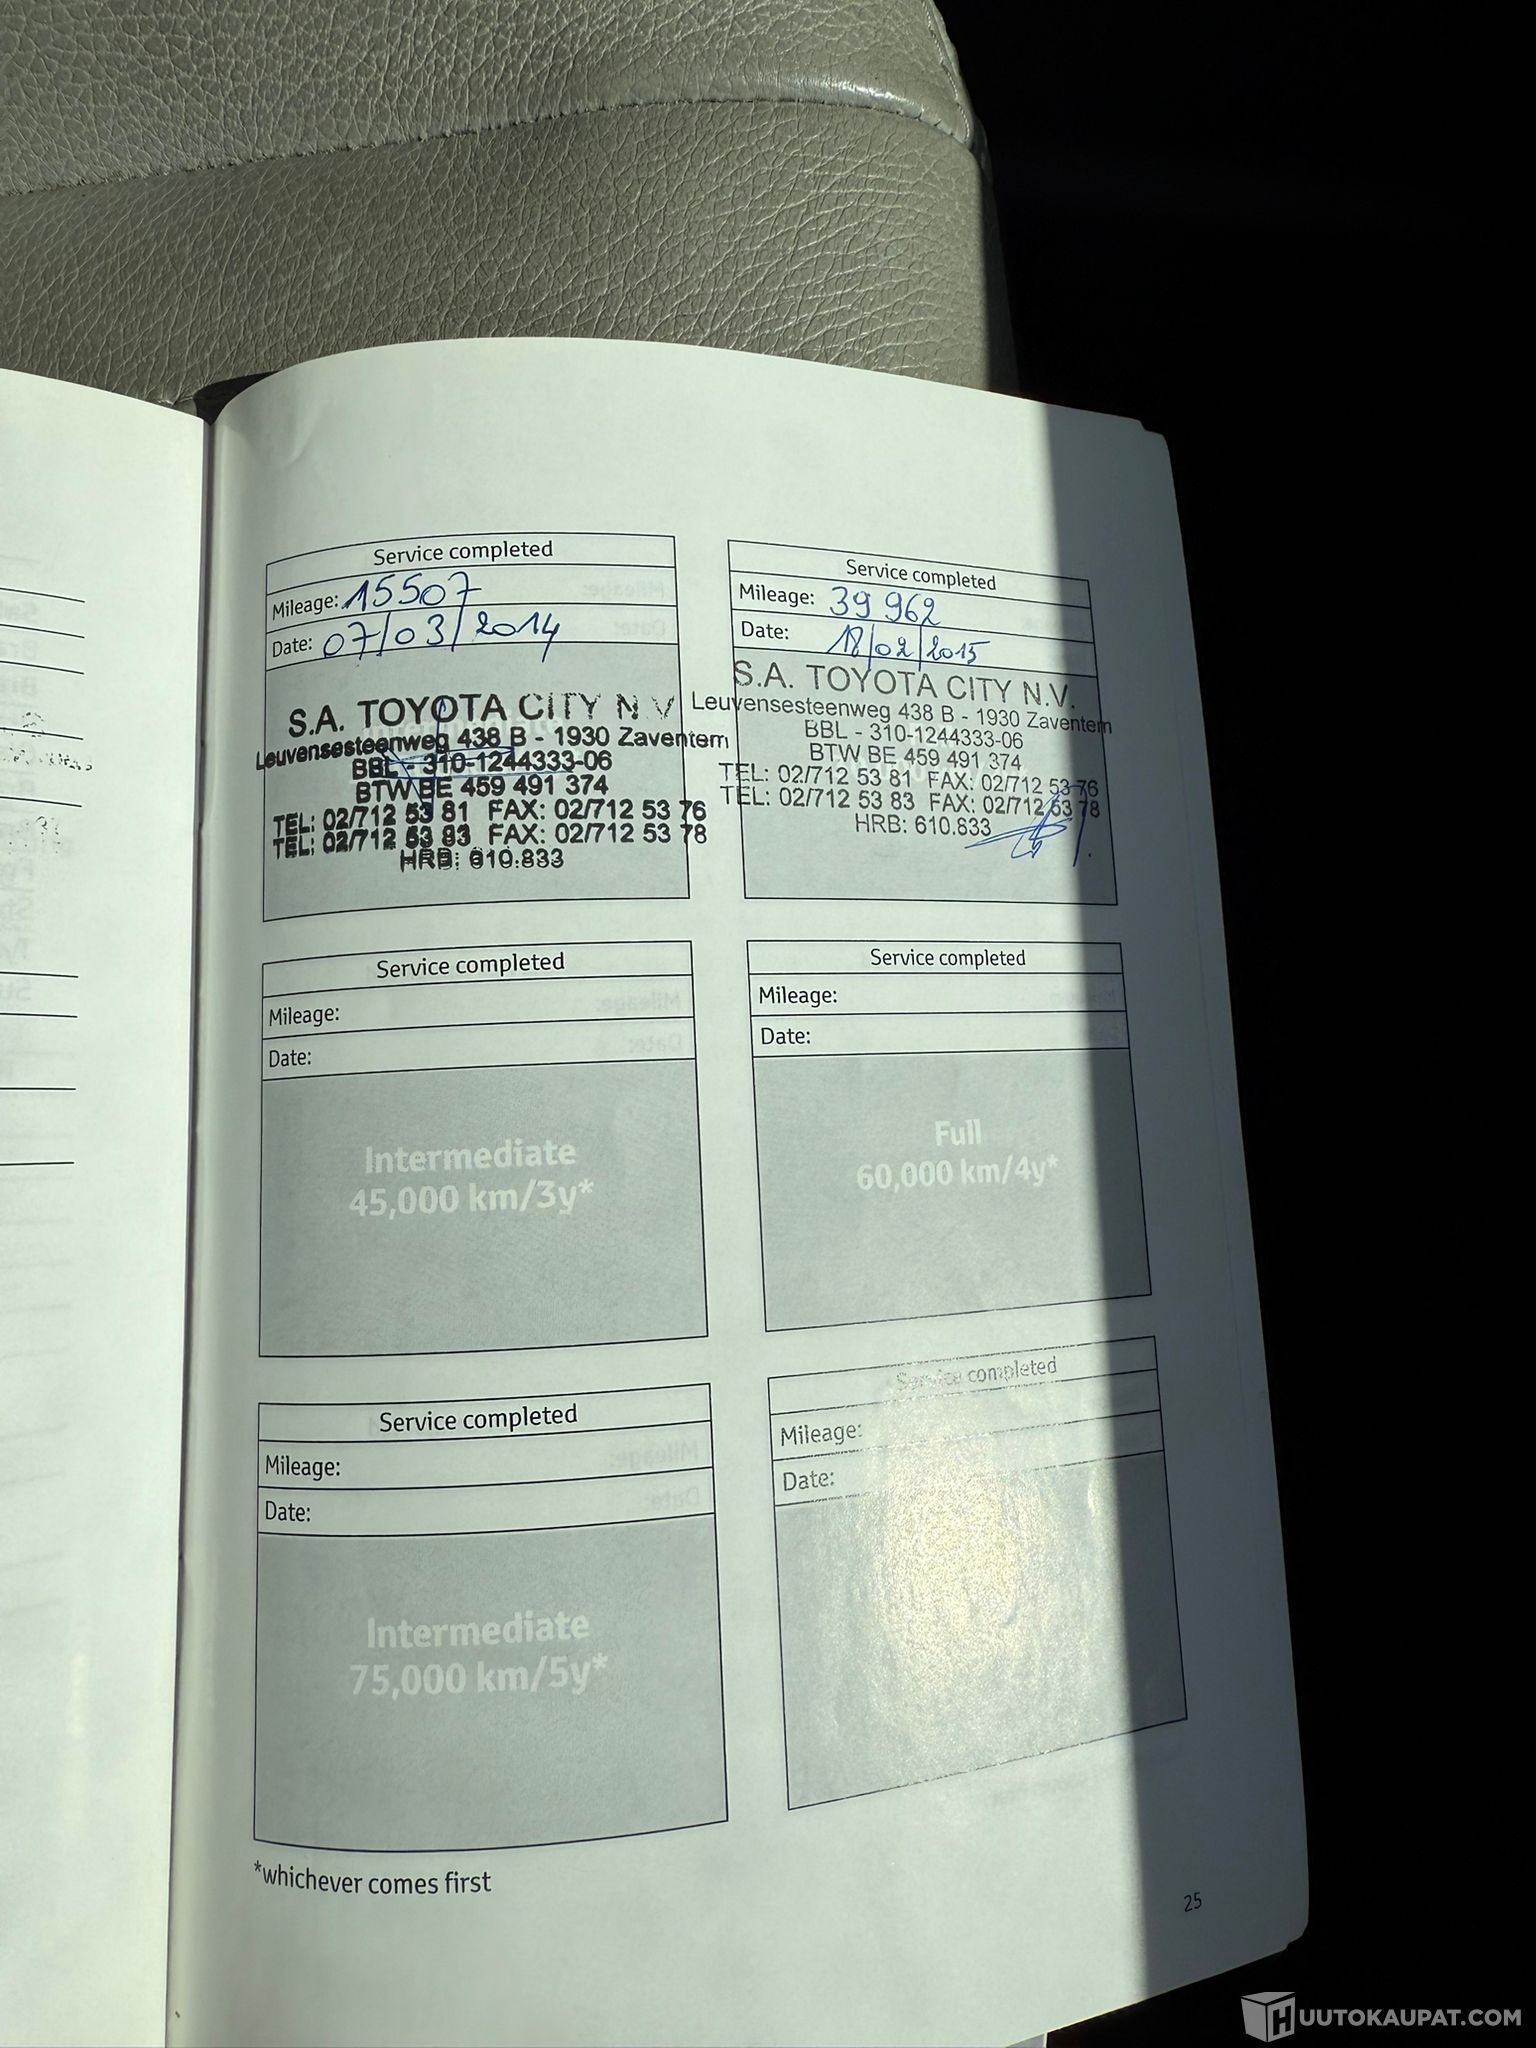 Service completed
Mileage: 15507
Date: 07/03/2014
S.A. TOYOTA CITY N.V.
Leuvensesteenweg 438 B - 1930 Zaventem
BBL - 310-1244333-06
BTW BE 459 491 374
TEL: 02/712 53 81 FAX: 02/712 53 76
TEL: 02/712 53 83 FAX: 02/712 53 78
HRB: 610.833
Service completed
Mileage: 39 962
Date: 18/02/2015
S.A. TOYOTA CITY N.V.
Leuvensesteenweg 438 B - 1930 Zaventem
BBL - 310-1244333-06
BTW BE 459 491 374
TEL: 02/712 53 81 FAX: 02/712 53 76
TEL: 02/712 53 83 FAX: 02/712 53 78
HRB: 610.833
Service completed
Mileage:
Date:
Intermediate
45,000 km/3y*
Service completed
Mileage:
Date:
Full
60,000 km/4y*
Service completed
Mileage:
Date:
Intermediate
75,000 km/5y*
Service completed
Mileage:
Date:
*whichever comes first
25
HUUTOKAUPAT.COM